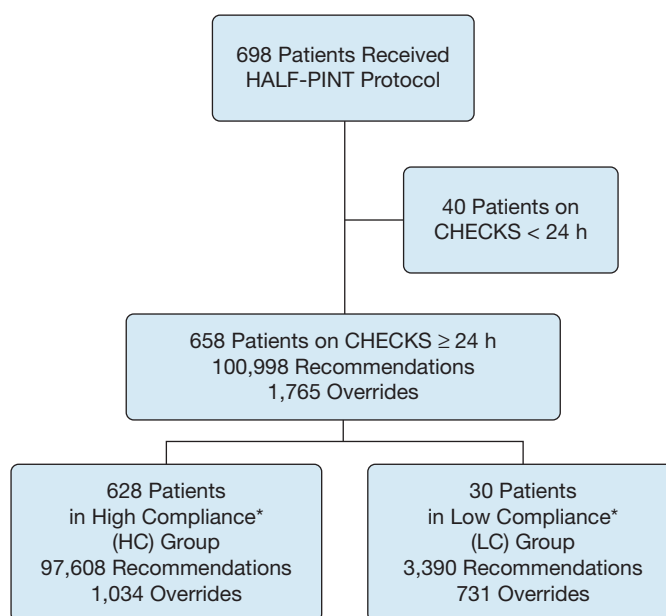 698 Patients Received
HALF-PINT Protocol
40 Patients on
CHECKS < 24 h
658 Patients on CHECKS ≥ 24 h
100,998 Recommendations
1,765 Overrides
628 Patients
in High Compliance*
(HC) Group
97,608 Recommendations
1,034 Overrides
30 Patients
in Low Compliance*
(LC) Group
3,390 Recommendations
731 Overrides